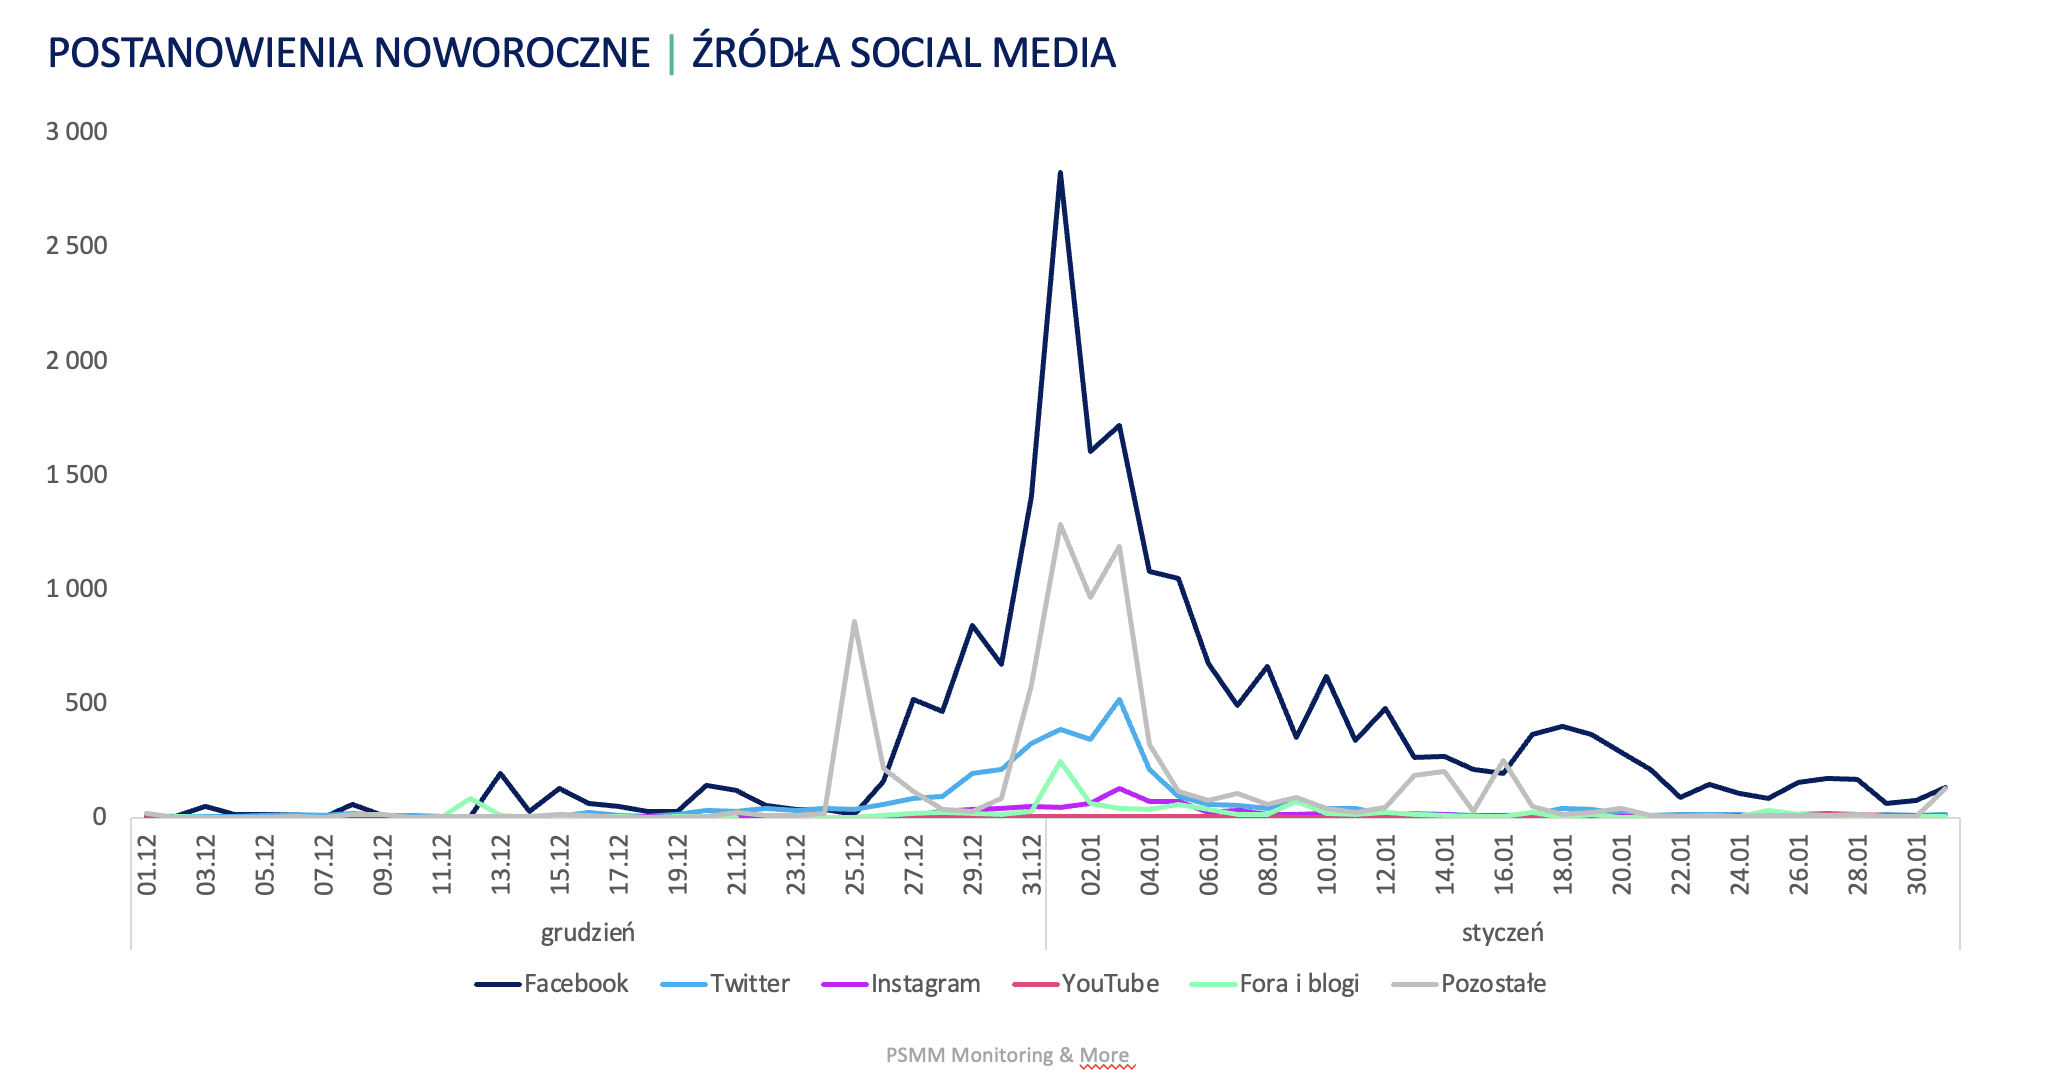 POSTANOWIENIA NOWOROCZNE | ŹRÓDŁA SOCIAL MEDIA
3 000
2 500
2 000
1 500
1 000
500
0
01.12 03.12 05.12 07.12 09.12 11.12 13.12 15.12 17.12 19.12 21.12 23.12 25.12 27.12 29.12 31.12 02.01 04.01 06.01 08.01 10.01 12.01 14.01 16.01 18.01 20.01 22.01 24.01 26.01 28.01 30.01
grudzień styczeń
Facebook Twitter Instagram YouTube Fora i blogi Pozostałe
PSMM Monitoring & More